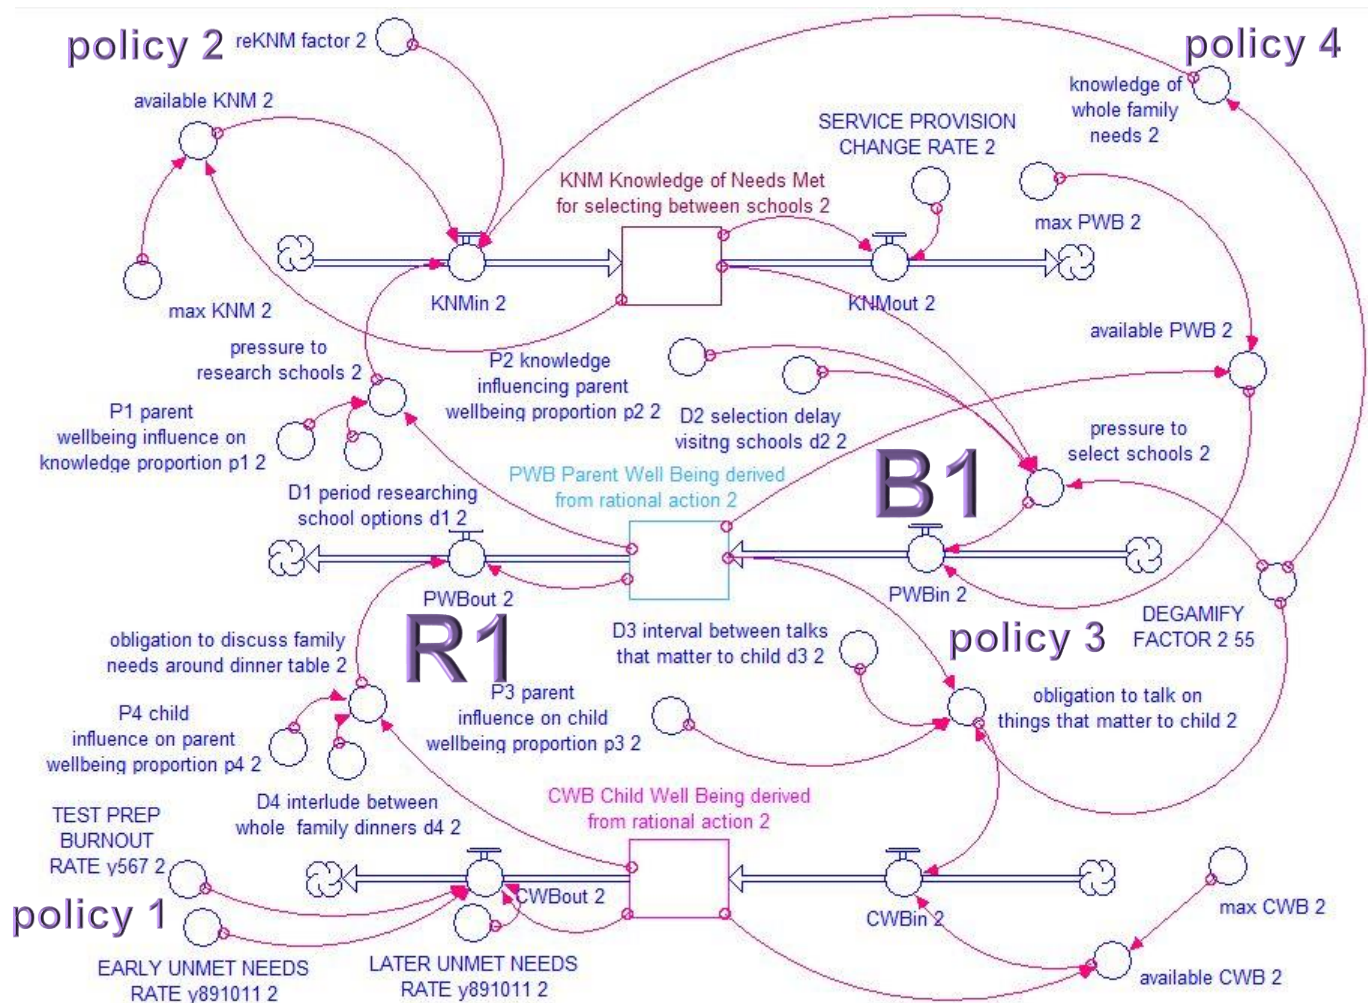 policy 2
reKNM factor 2
policy 4
available KNM 2
knowledge of
whole family
needs 2
SERVICE PROVISION
CHANGE RATE 2
KNM Knowledge of Needs Met
for selecting between schools 2
max PWB 2
KNMin 2
KNMout 2
max KNM 2
available PWB 2
pressure to
research schools 2
P2 knowledge
influencing parent
wellbeing proportion p2 2
P1 parent
wellbeing influence on
knowledge proportion p1 2
D2 selection delay
visitng schools d2 2
pressure to
select schools 2
B1
PWB Parent Well Being derived
from rational action 2
D1 period researching
school options d1 2
PWBout 2
PWBin 2
DEGAMIFY
FACTOR 2 55
R1
obligation to discuss family
needs around dinner table 2
D3 interval between talks
that matter to child d3 2
policy 3
P3 parent
influence on child
wellbeing proportion p3 2
obligation to talk on
things that matter to child 2
P4 child
influence on parent
wellbeing proportion p4 2
D4 interlude between
whole family dinners d4 2
CWB Child Well Being derived
from rational action 2
TEST PREP
BURNOUT
RATE y567 2
CWBout 2
CWBin 2
max CWB 2
policy 1
EARLY UNMET NEEDS
RATE y891011 2
LATER UNMET NEEDS
RATE y891011 2
available CWB 2